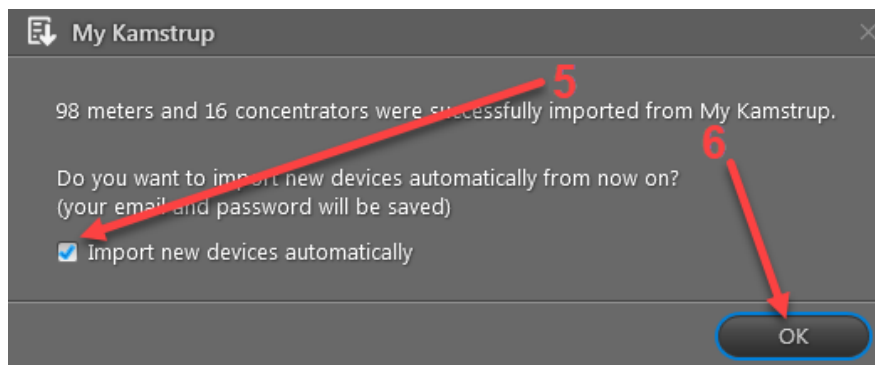 My Kamstrup
5
98 meters and 16 concentrators were successfully imported from My Kamstrup.
6
Do you want to import new devices automatically from now on?
(your email and password will be saved)
Import new devices automatically
OK